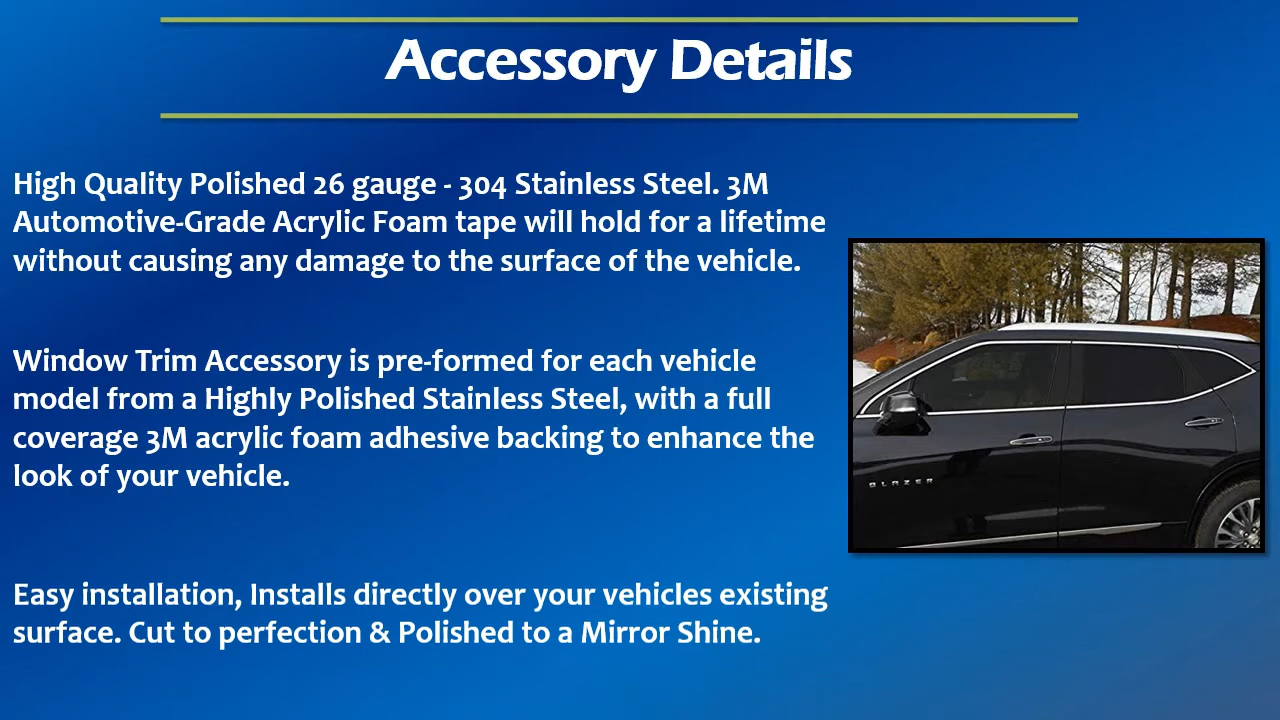 Accessory Details
High Quality Polished 26 gauge - 304 Stainless Steel. 3M
Automotive-Grade Acrylic Foam tape will hold for a lifetime
without causing any damage to the surface of the vehicle.
Window Trim Accessory is pre-formed for each vehicle
model from a Highly Polished Stainless Steel, with a full
coverage 3M acrylic foam adhesive backing to enhance the
look of your vehicle.
Easy installation, Installs directly over your vehicles existing
surface. Cut to perfection & Polished to a Mirror Shine.
BLAZER